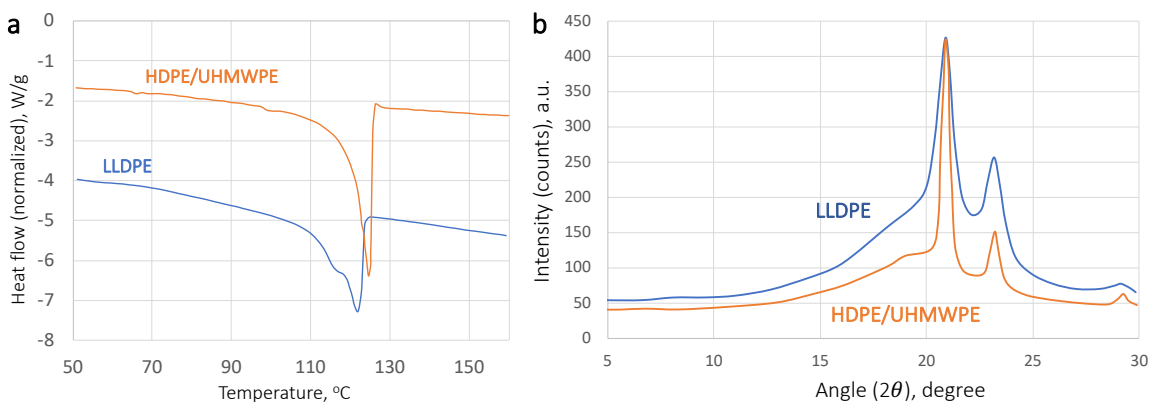 a
0
-1
-2
-3
-4
-5
-6
-7
-8
Heat flow (normalized), W/g
HDPE/UHMWPE
LLDPE
50 70 90 110 130 150
Temperature, °C
b
450
400
350
300
250
200
150
100
50
0
Intensity (counts), a.u.
LLDPE
HDPE/UHMWPE
5 10 15 20 25 30
Angle (2θ), degree